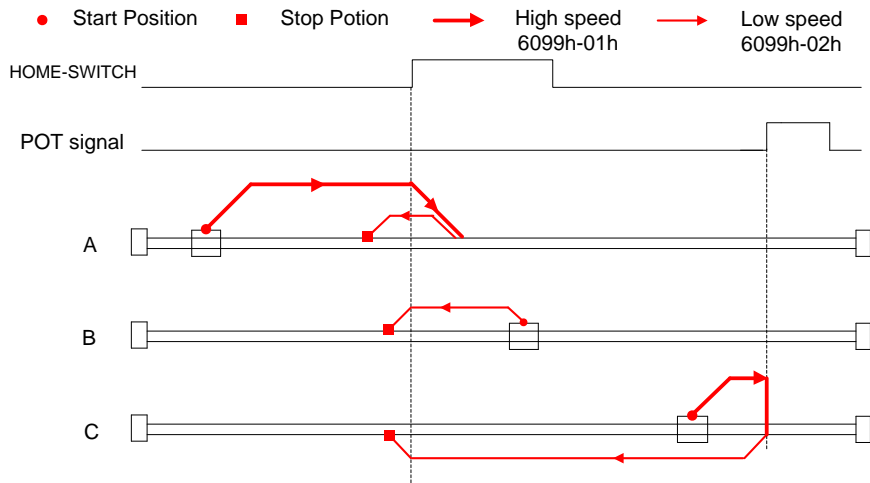 Start Position Stop Potion High speed Low speed
6099h-01h 6099h-02h
HOME-SWITCH
POT signal
A
B
C